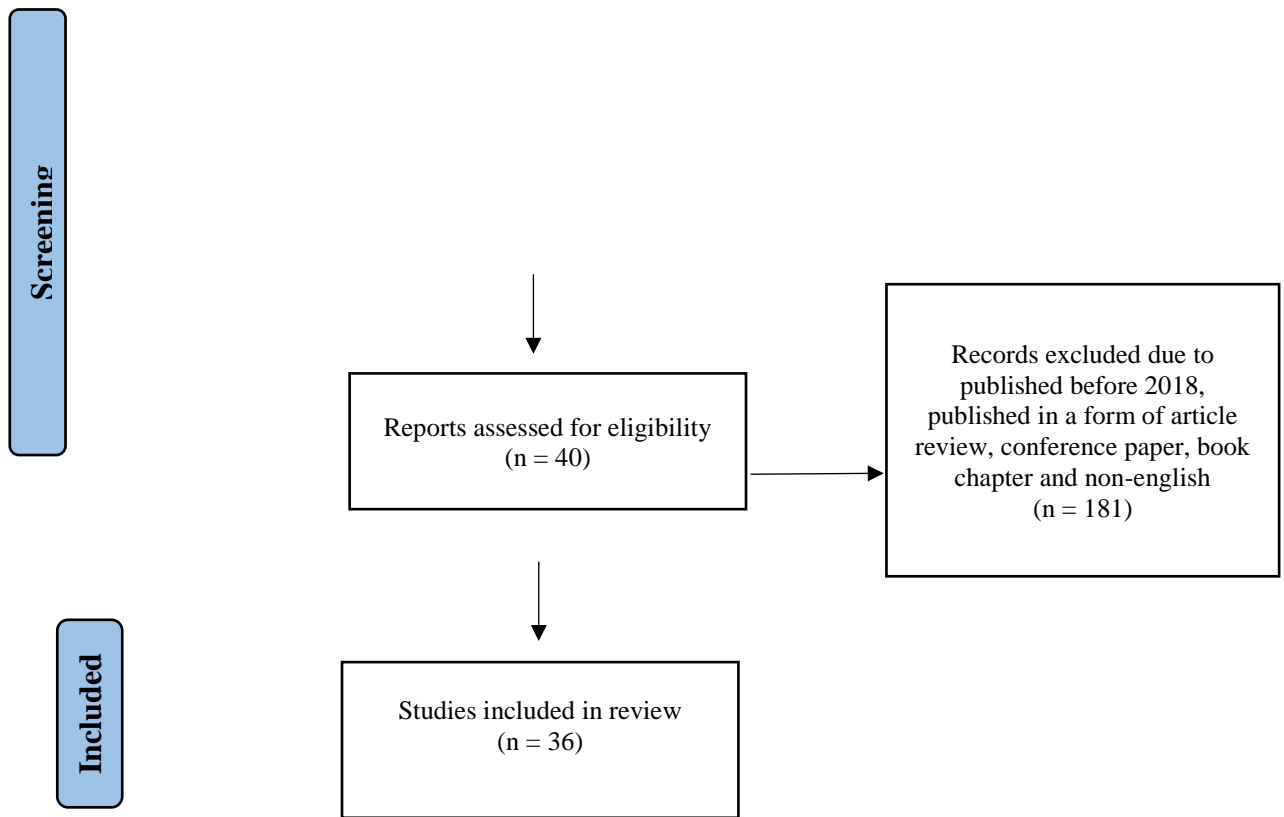 Screening
Reports assessed for eligibility
(n = 40)
Records excluded due to
published before 2018,
published in a form of article
review, conference paper, book
chapter and non-english
(n = 181)
Included
Studies included in review
(n = 36)